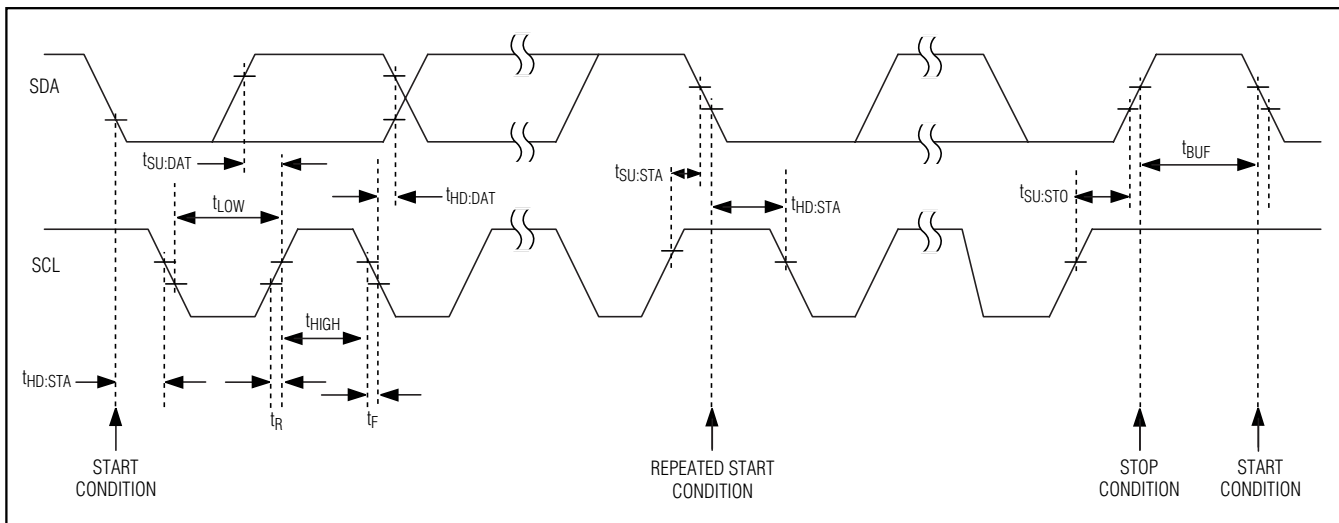 SDA
tSU:DAT
tLOW
tHD:DAT
tSU:STA
tHD:STA
tBUF
tSU:STO
SCL
tHIGH
tHD:STA
tR
tF
START
CONDITION
REPEATED START
CONDITION
STOP
CONDITION
START
CONDITION